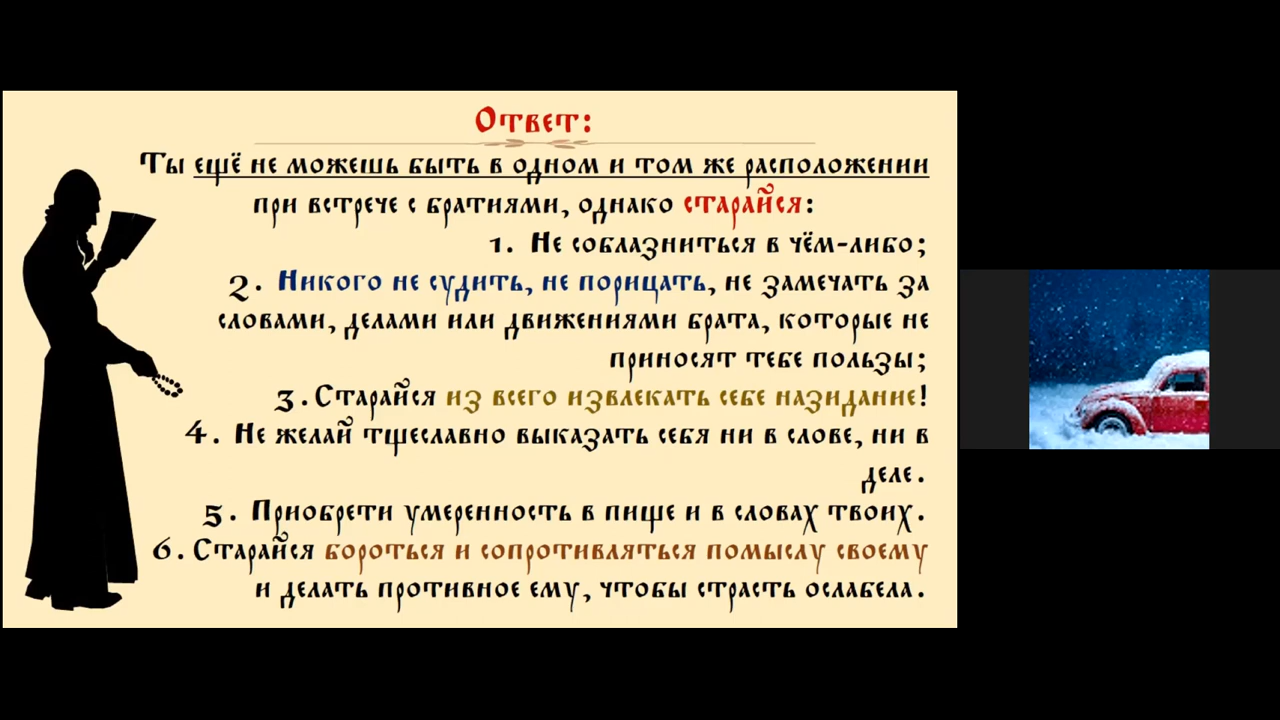 Ответ:
Ты ещё не можешь быть в одном и том же расположении
при встрече с братиями, однако старайся:
1. Не соблазниться в чём-либо;
2. Никого не судить, не порицать, не замечать за
словами, делами или движениями брата, которые не
приносят тебе пользы;
3. Старайся из всего извлекать себе назидание!
4. Не желай тщеславно выказать себя ни в слове, ни в
деле.
5. Приобрети умеренность в пище и в словах твоих.
6. Старайся бороться и сопротивляться помыслу своему
и делать противное ему, чтобы страсть ослабела.